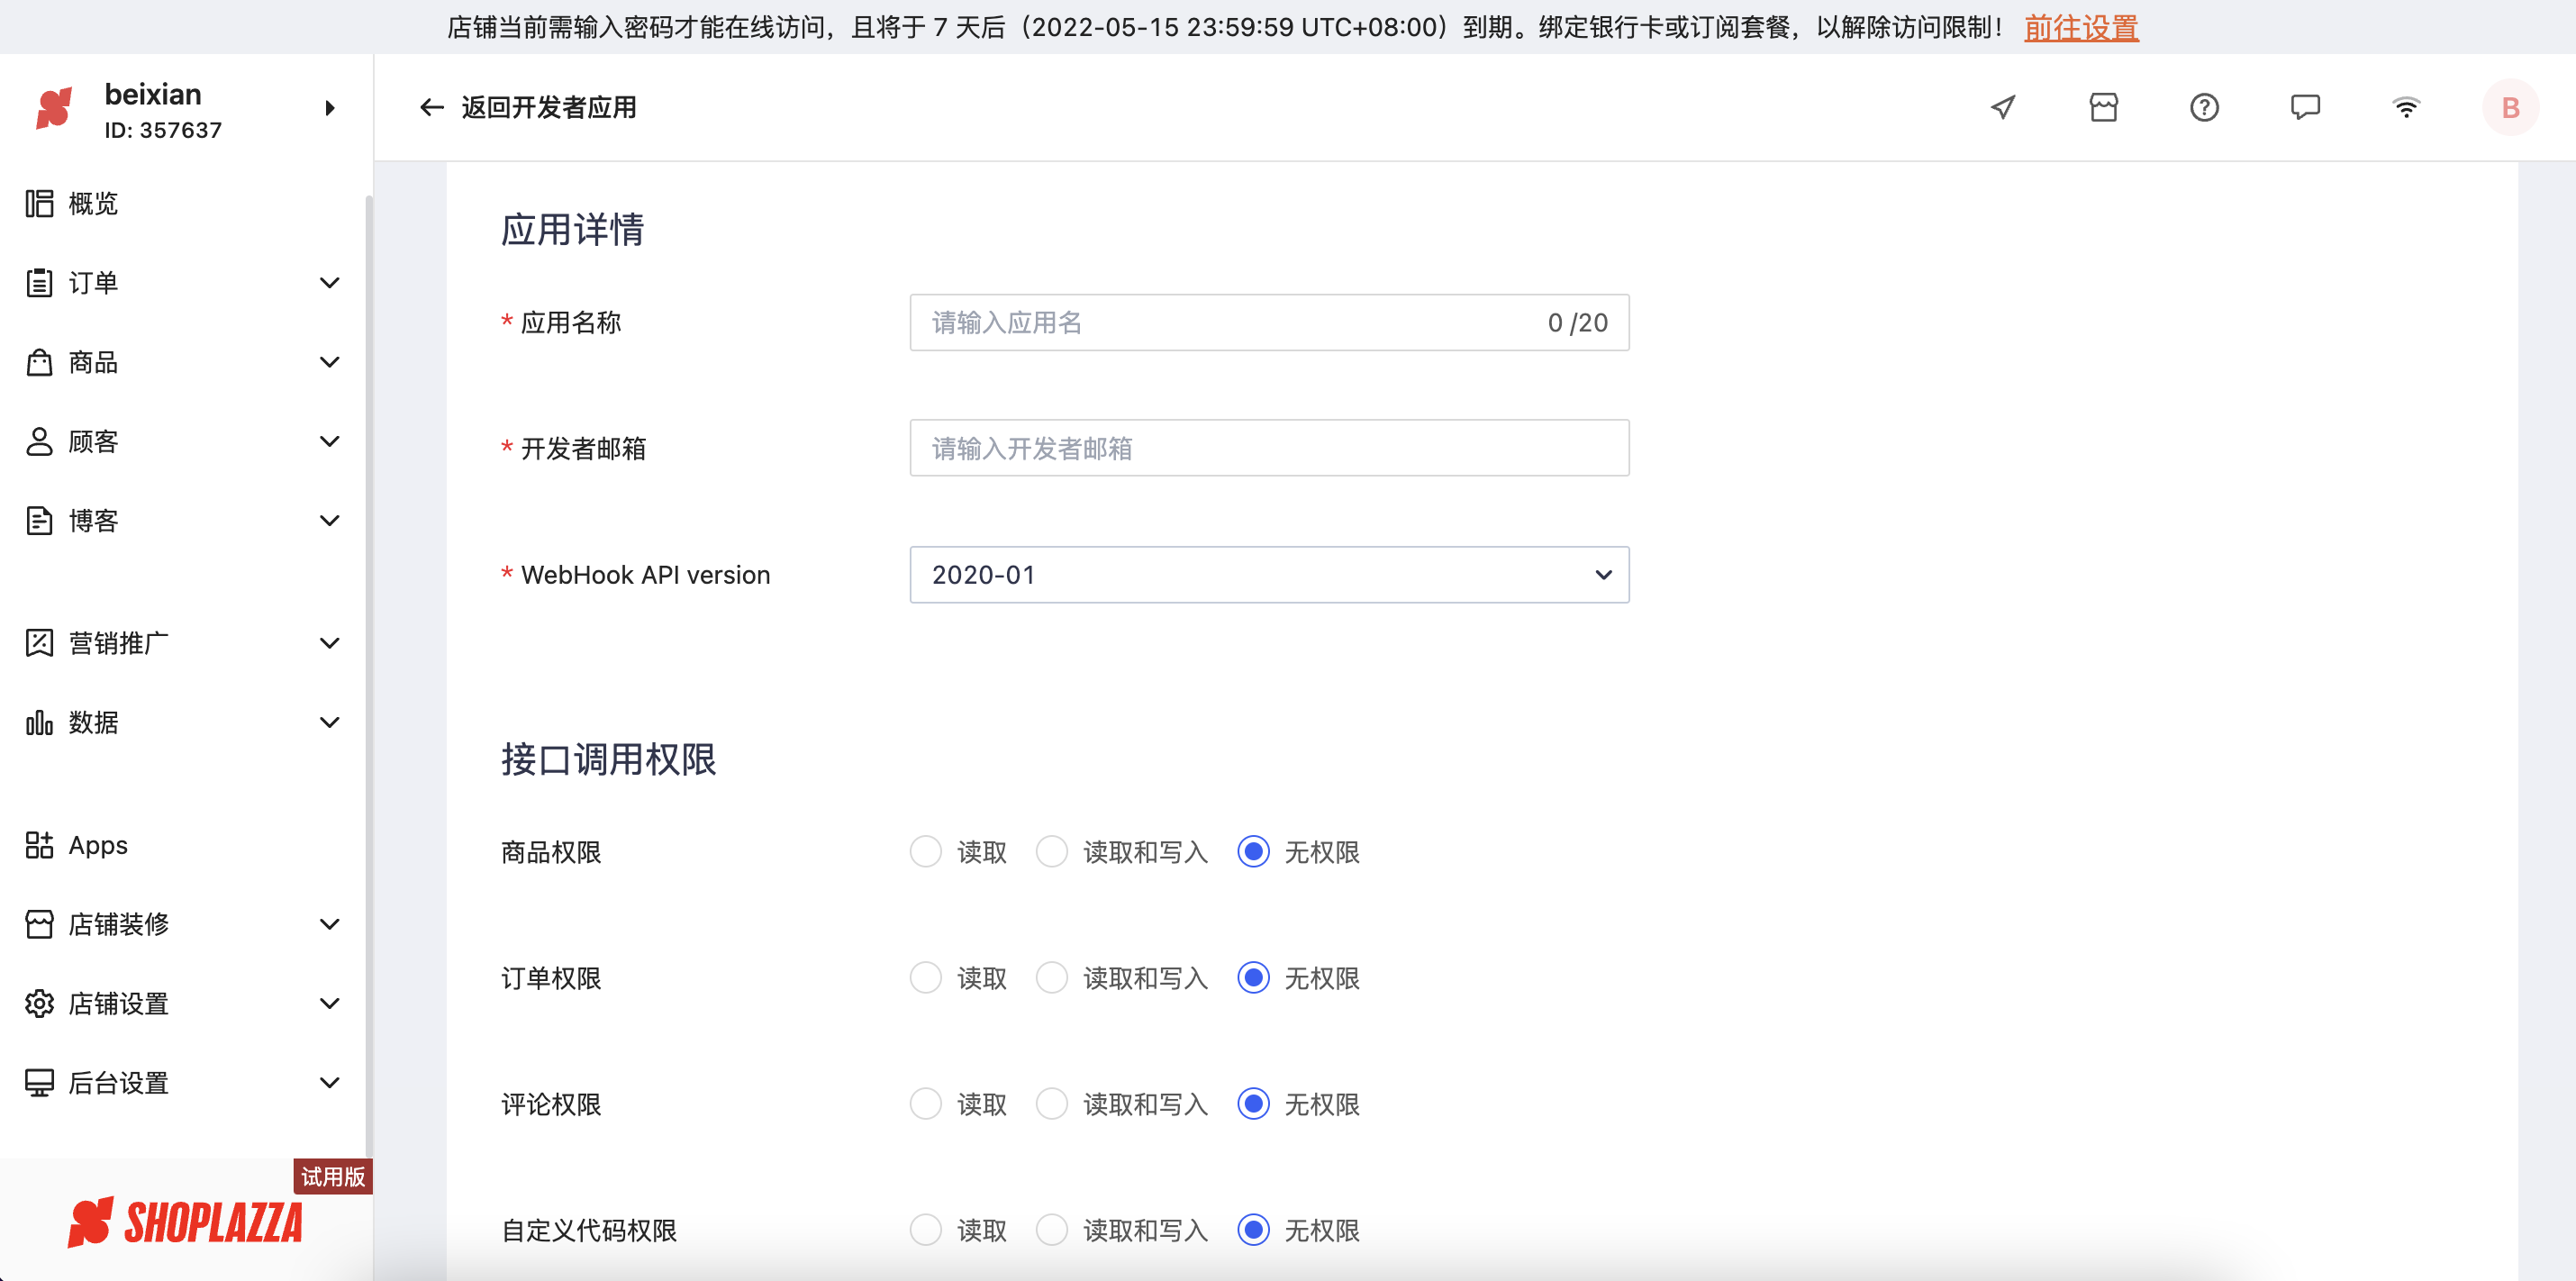 店铺当前需输入密码才能在线访问，且将于 7 天后（2022-05-15 23:59:59 UTC+08:00）到期。绑定银行卡或订阅套餐，以解除访问限制！ 前往设置
beixian
ID: 357637
返回开发者应用
B
概览
订单
商品
顾客
博客
营销推广
数据
Apps
店铺装修
店铺设置
后台设置
试用版
SHOPLAZZA
应用详情
* 应用名称 请输入应用名 0 /20
* 开发者邮箱 请输入开发者邮箱
* WebHook API version 2020-01
接口调用权限
商品权限 读取 读取和写入 无权限
订单权限 读取 读取和写入 无权限
评论权限 读取 读取和写入 无权限
自定义代码权限 读取 读取和写入 无权限